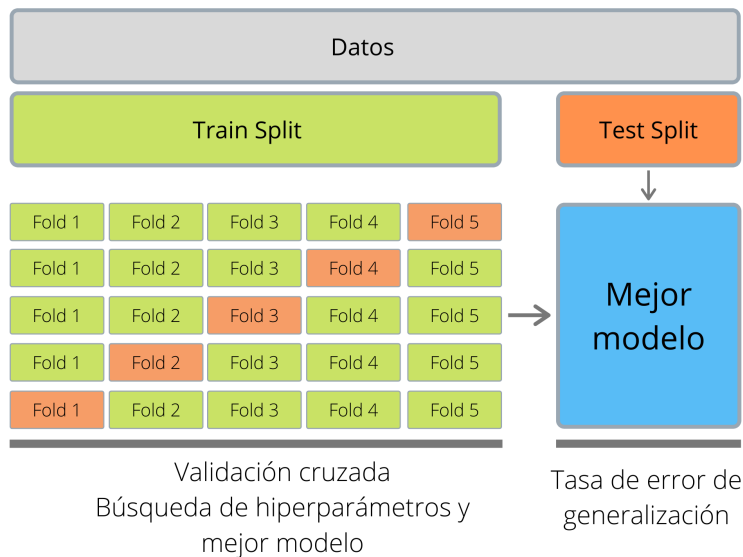 Datos
Train Split
Test Split
Fold 1 Fold 2 Fold 3 Fold 4 Fold 5
Fold 1 Fold 2 Fold 3 Fold 4 Fold 5
Fold 1 Fold 2 Fold 3 Fold 4 Fold 5
Fold 1 Fold 2 Fold 3 Fold 4 Fold 5
Fold 1 Fold 2 Fold 3 Fold 4 Fold 5
Mejor
modelo
Validación cruzada
Búsqueda de hiperparámetros y
mejor modelo
Tasa de error de
generalización